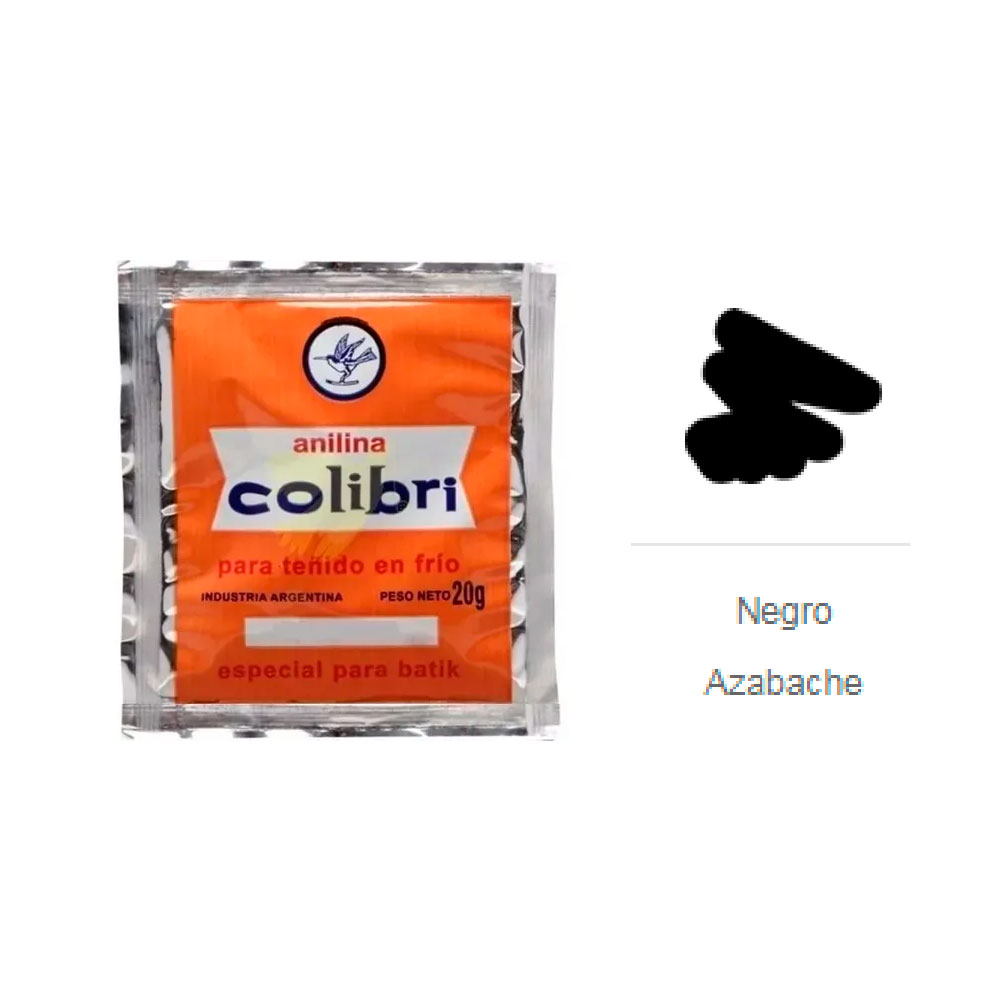 anilina
colibri
para teñido en frío
INDUSTRIA ARGENTINA PESO NETO 20g
especial para batik
Negro
Azabache